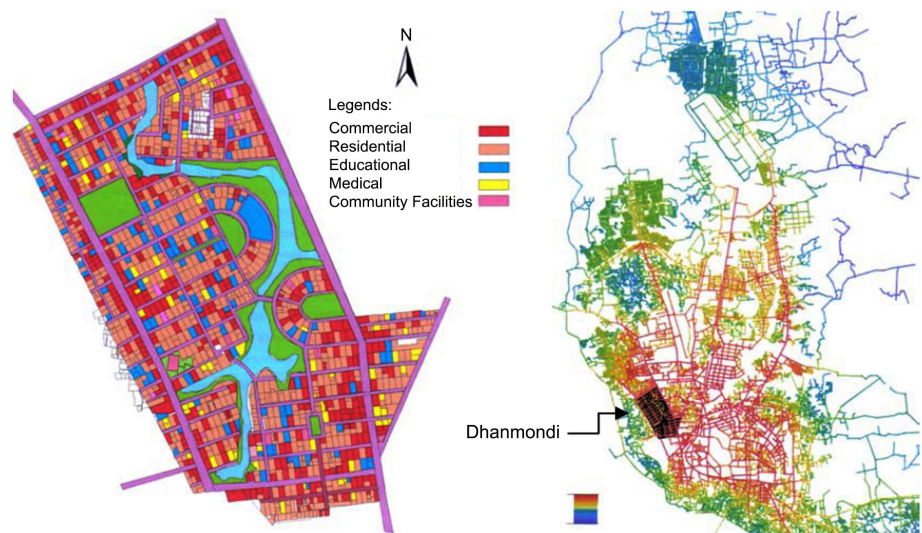 N
Legends:
Commercial
Residential
Educational
Medical
Community Facilities
Dhanmondi